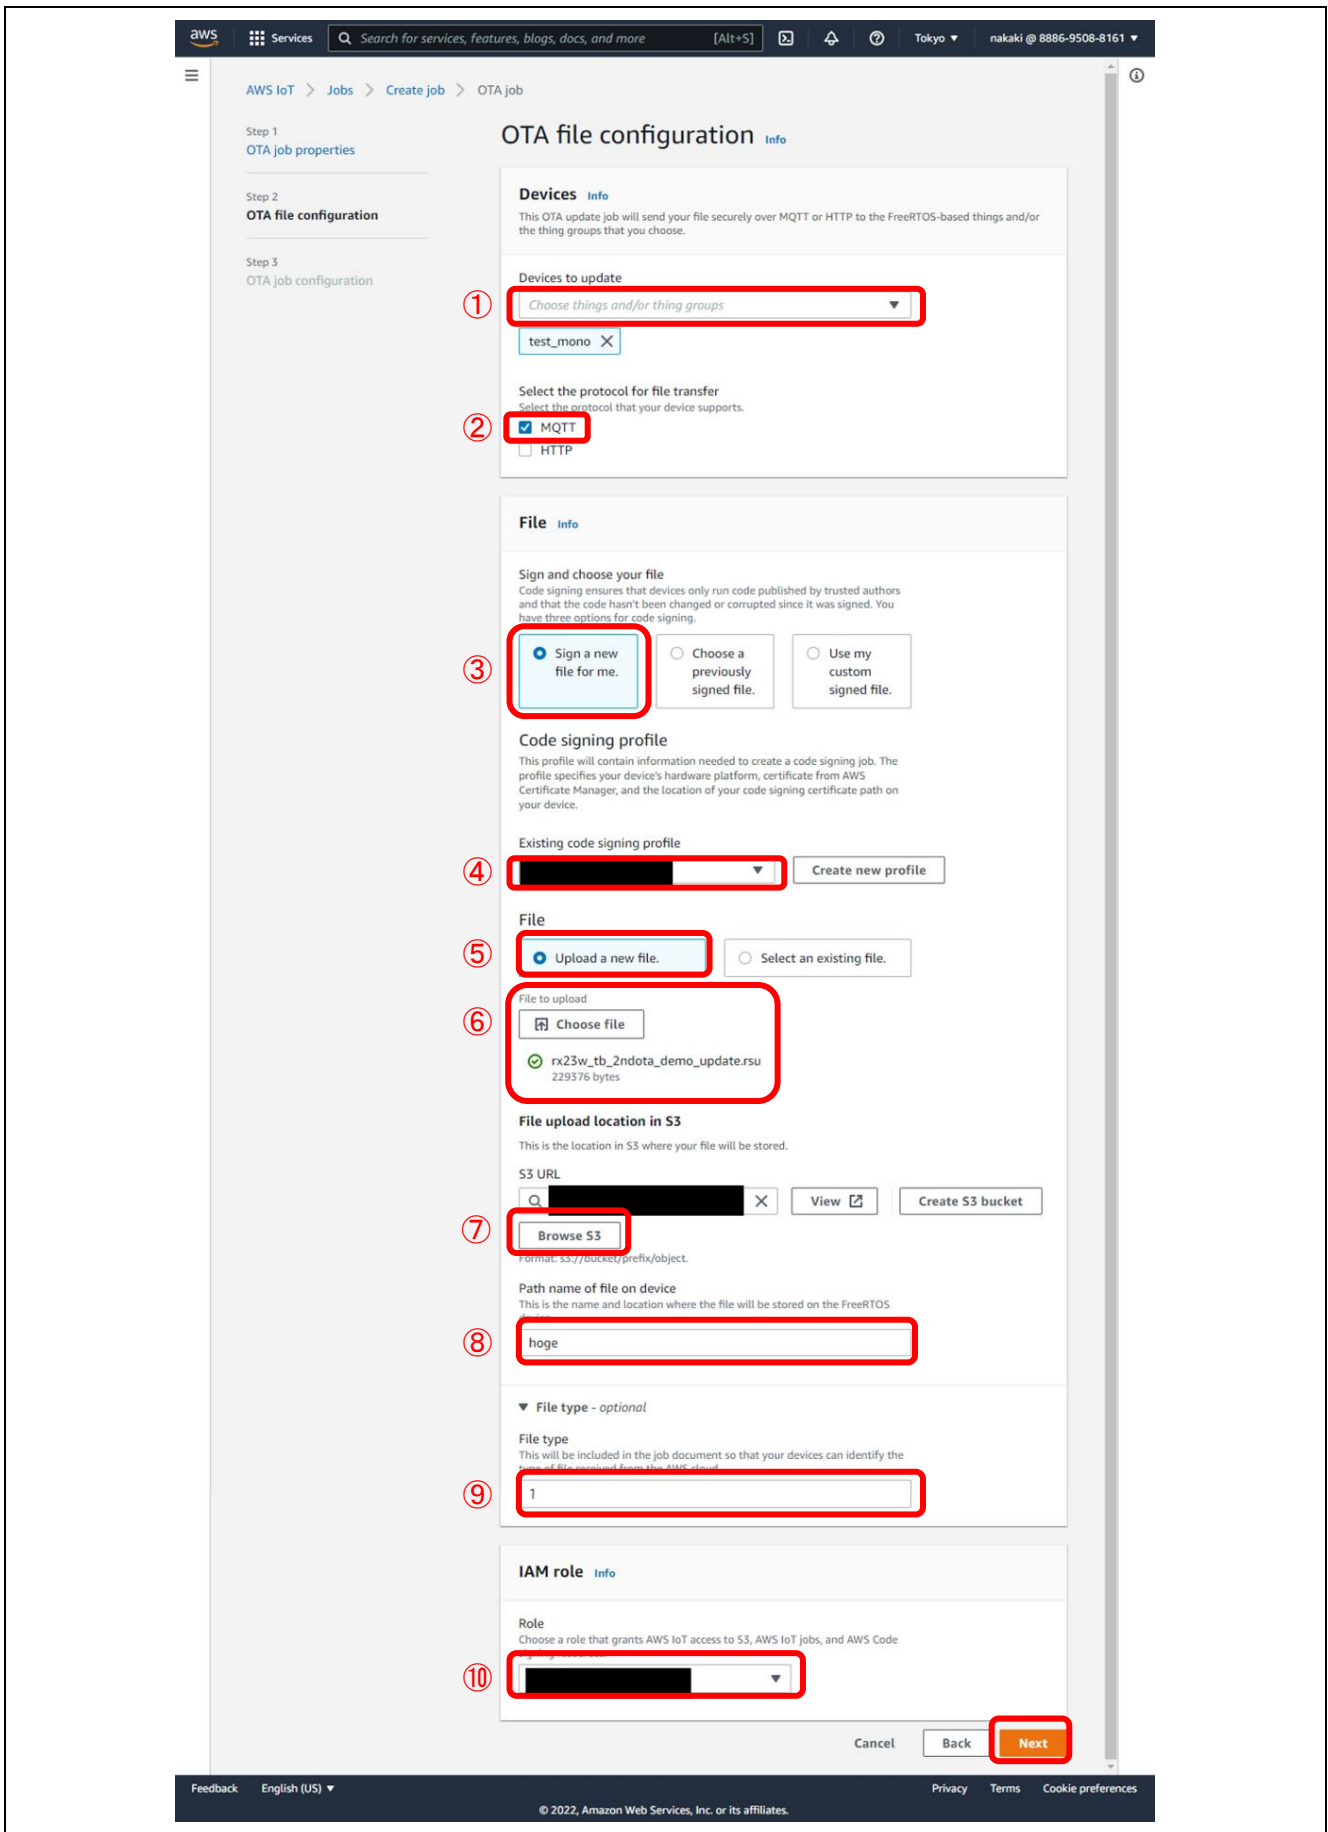 aws Services Search for services, features, blogs, docs, and more [Alt+S] Tokyo ▼ nakaki @ 8886-9508-8161 ▼
AWS IoT > Jobs > Create job > OTA job
Step 1
OTA job properties
Step 2
OTA file configuration
Step 3
OTA job configuration
OTA file configuration Info
Devices Info
This OTA update job will send your file securely over MQTT or HTTP to the FreeRTOS-based things and/or
the thing groups that you choose.
Devices to update
① Choose things and/or thing groups ▼
test_mono ✕
Select the protocol for file transfer
Select the protocol that your device supports.
② MQTT
HTTP
File Info
Sign and choose your file
Code signing ensures that devices only run code published by trusted authors
and that the code hasn't been changed or corrupted since it was signed. You
have three options for code signing.
③ Sign a new
file for me.
Choose a
previously
signed file.
Use my
custom
signed file.
Code signing profile
This profile will contain information needed to create a code signing job. The
profile specifies your device's hardware platform, certificate from AWS
Certificate Manager, and the location of your code signing certificate path on
your device.
Existing code signing profile
④ ▼ Create new profile
File
⑤ Upload a new file. Select an existing file.
File to upload
⑥ Choose file
rx23w_tb_2ndota_demo_update.rsu
229376 bytes
File upload location in S3
This is the location in S3 where your file will be stored.
S3 URL
✕ View Create S3 bucket
⑦ Browse S3
Format: s3://bucket/prefix/object.
Path name of file on device
This is the name and location where the file will be stored on the FreeRTOS
device.
⑧ hoge
▼ File type - optional
File type
This will be included in the job document so that your devices can identify the
type of file received from the AWS cloud.
⑨ 1
IAM role Info
Role
Choose a role that grants AWS IoT access to S3, AWS IoT jobs, and AWS Code
⑩ ▼
Cancel Back Next
Feedback English (US) ▼ Privacy Terms Cookie preferences
© 2022, Amazon Web Services, Inc. or its affiliates.